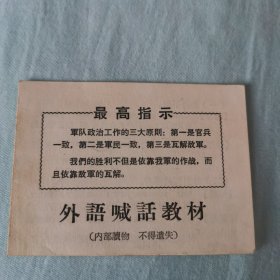 最高指示
軍队政治工作的三大原則：第一是官兵
一致，第二是軍民一致，第三是瓦解敌軍。
我們的胜利不但是依靠我軍的作战，而
且依靠敌軍的瓦解。
外語喊話教材
（内部讀物　不得遺失）